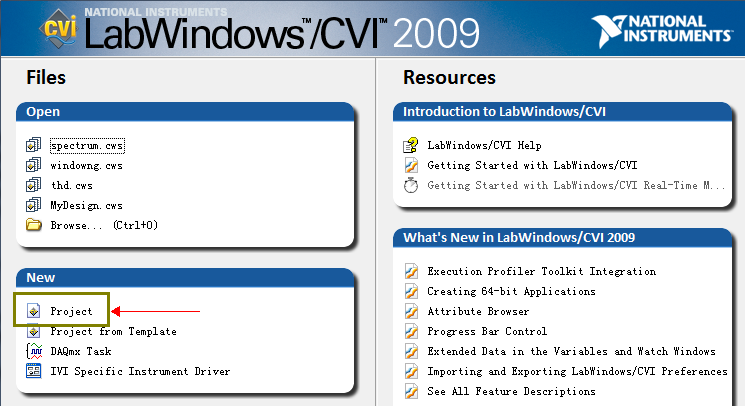 NATIONAL INSTRUMENTS
cvi
LabWindows™/CVI™ 2009
NATIONAL
INSTRUMENTS™
Files
Open
spectrum.cws
windowng.cws
thd.cws
MyDesign.cws
Browse... (Ctrl+O)
New
Project
Project from Template
DAQmx Task
IVI Specific Instrument Driver
Resources
Introduction to LabWindows/CVI
LabWindows/CVI Help
Getting Started with LabWindows/CVI
Getting Started with LabWindows/CVI Real-Time M...
What's New in LabWindows/CVI 2009
Execution Profiler Toolkit Integration
Creating 64-bit Applications
Attribute Browser
Progress Bar Control
Extended Data in the Variables and Watch Windows
Importing and Exporting LabWindows/CVI Preferences
See All Feature Descriptions